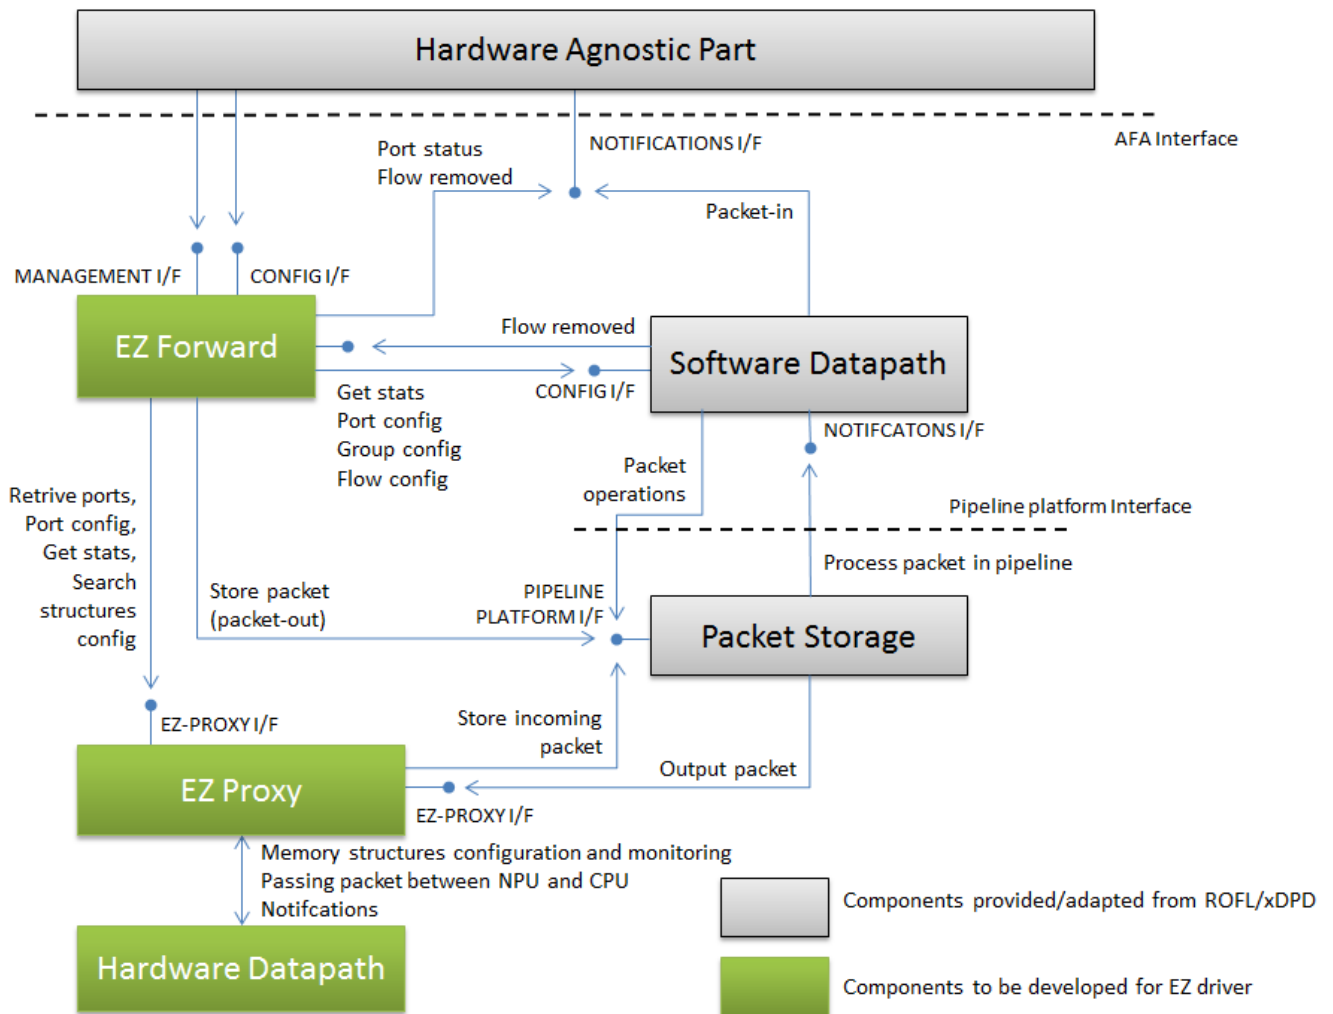 Hardware Agnostic Part
AFA Interface
NOTIFICATIONS I/F
Port status
Flow removed
Packet-in
MANAGEMENT I/F
CONFIG I/F
EZ Forward
Flow removed
Software Datapath
CONFIG I/F
Get stats
Port config
Group config
Flow config
NOTIFCATONS I/F
Packet
operations
Pipeline platform Interface
Retrive ports,
Port config,
Get stats,
Search
structures
config
Process packet in pipeline
Store packet
(packet-out)
PIPELINE
PLATFORM I/F
Packet Storage
EZ-PROXY I/F
Store incoming
packet
Output packet
EZ Proxy
EZ-PROXY I/F
Memory structures configuration and monitoring
Passing packet between NPU and CPU
Notifcations
Hardware Datapath
Components provided/adapted from ROFL/xDPD
Components to be developed for EZ driver